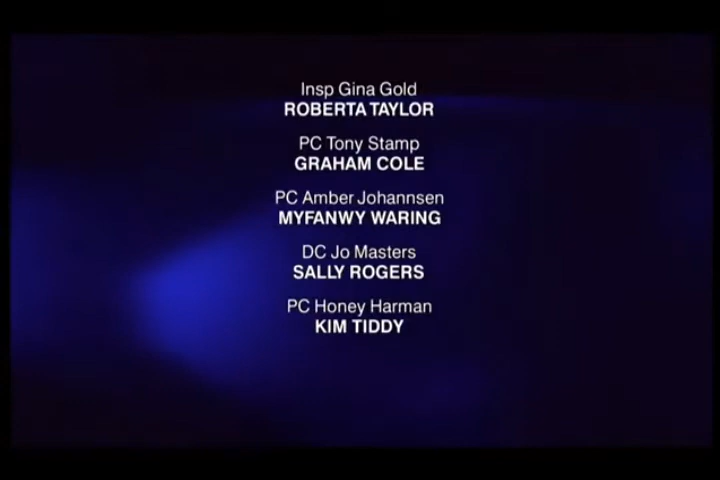 Insp Gina Gold
ROBERTA TAYLOR
PC Tony Stamp
GRAHAM COLE
PC Amber Johannsen
MYFANWY WARING
DC Jo Masters
SALLY ROGERS
PC Honey Harman
KIM TIDDY